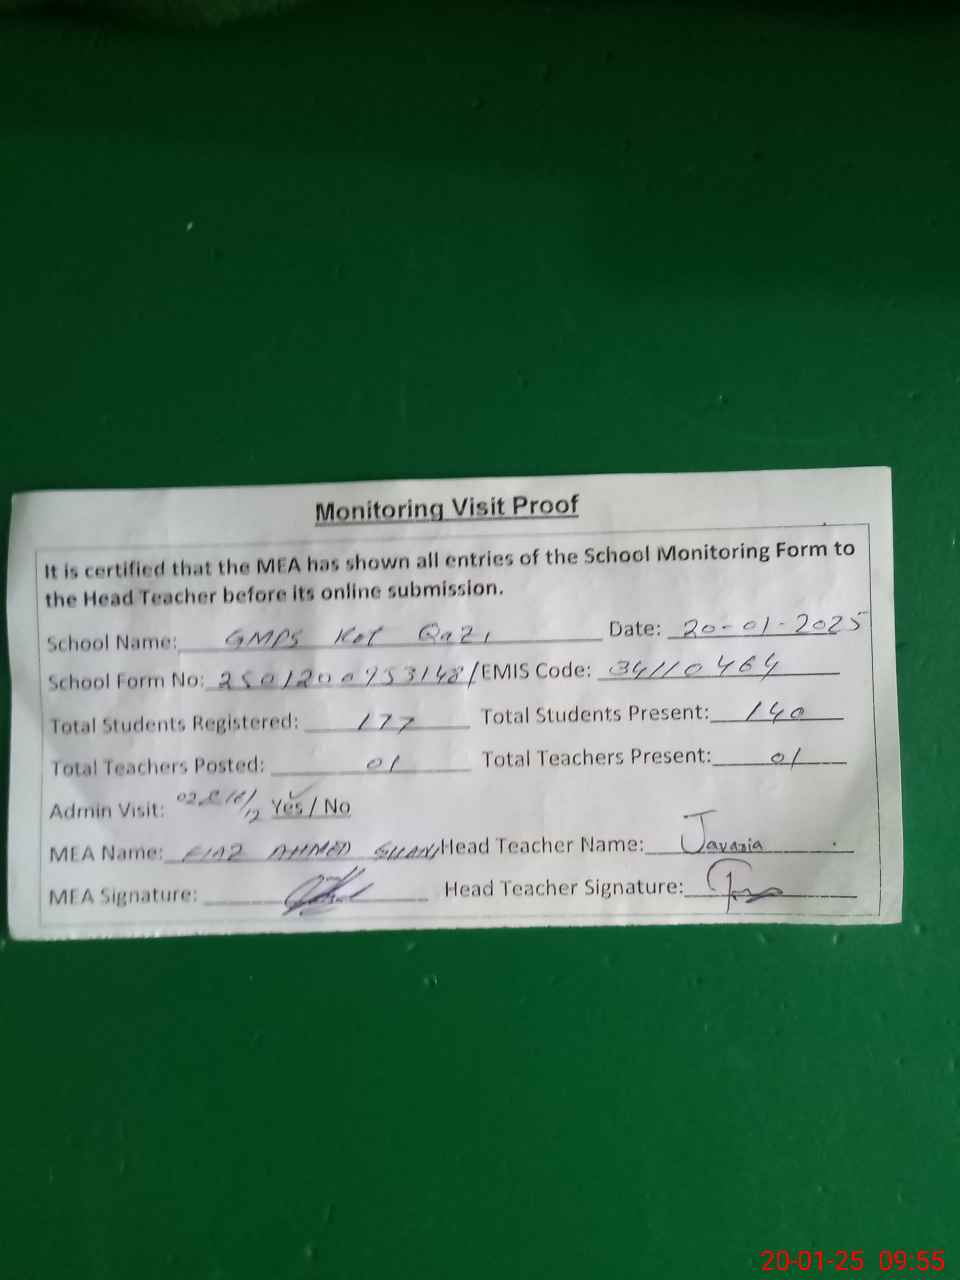 Monitoring Visit Proof
It is certified that the MEA has shown all entries of the School Monitoring Form to
the Head Teacher before its online submission.
School Name: GMPS Kot Qazi Date: 20-01-2025
School Form No: 2501200953148/ EMIS Code: 34110464
Total Students Registered: 177 Total Students Present: 140
Total Teachers Posted: 01 Total Teachers Present: 01
Admin Visit: Yes / No
MEA Name: AHMED Head Teacher Name: Javaria
MEA Signature: Head Teacher Signature:
20-01-25 09:55